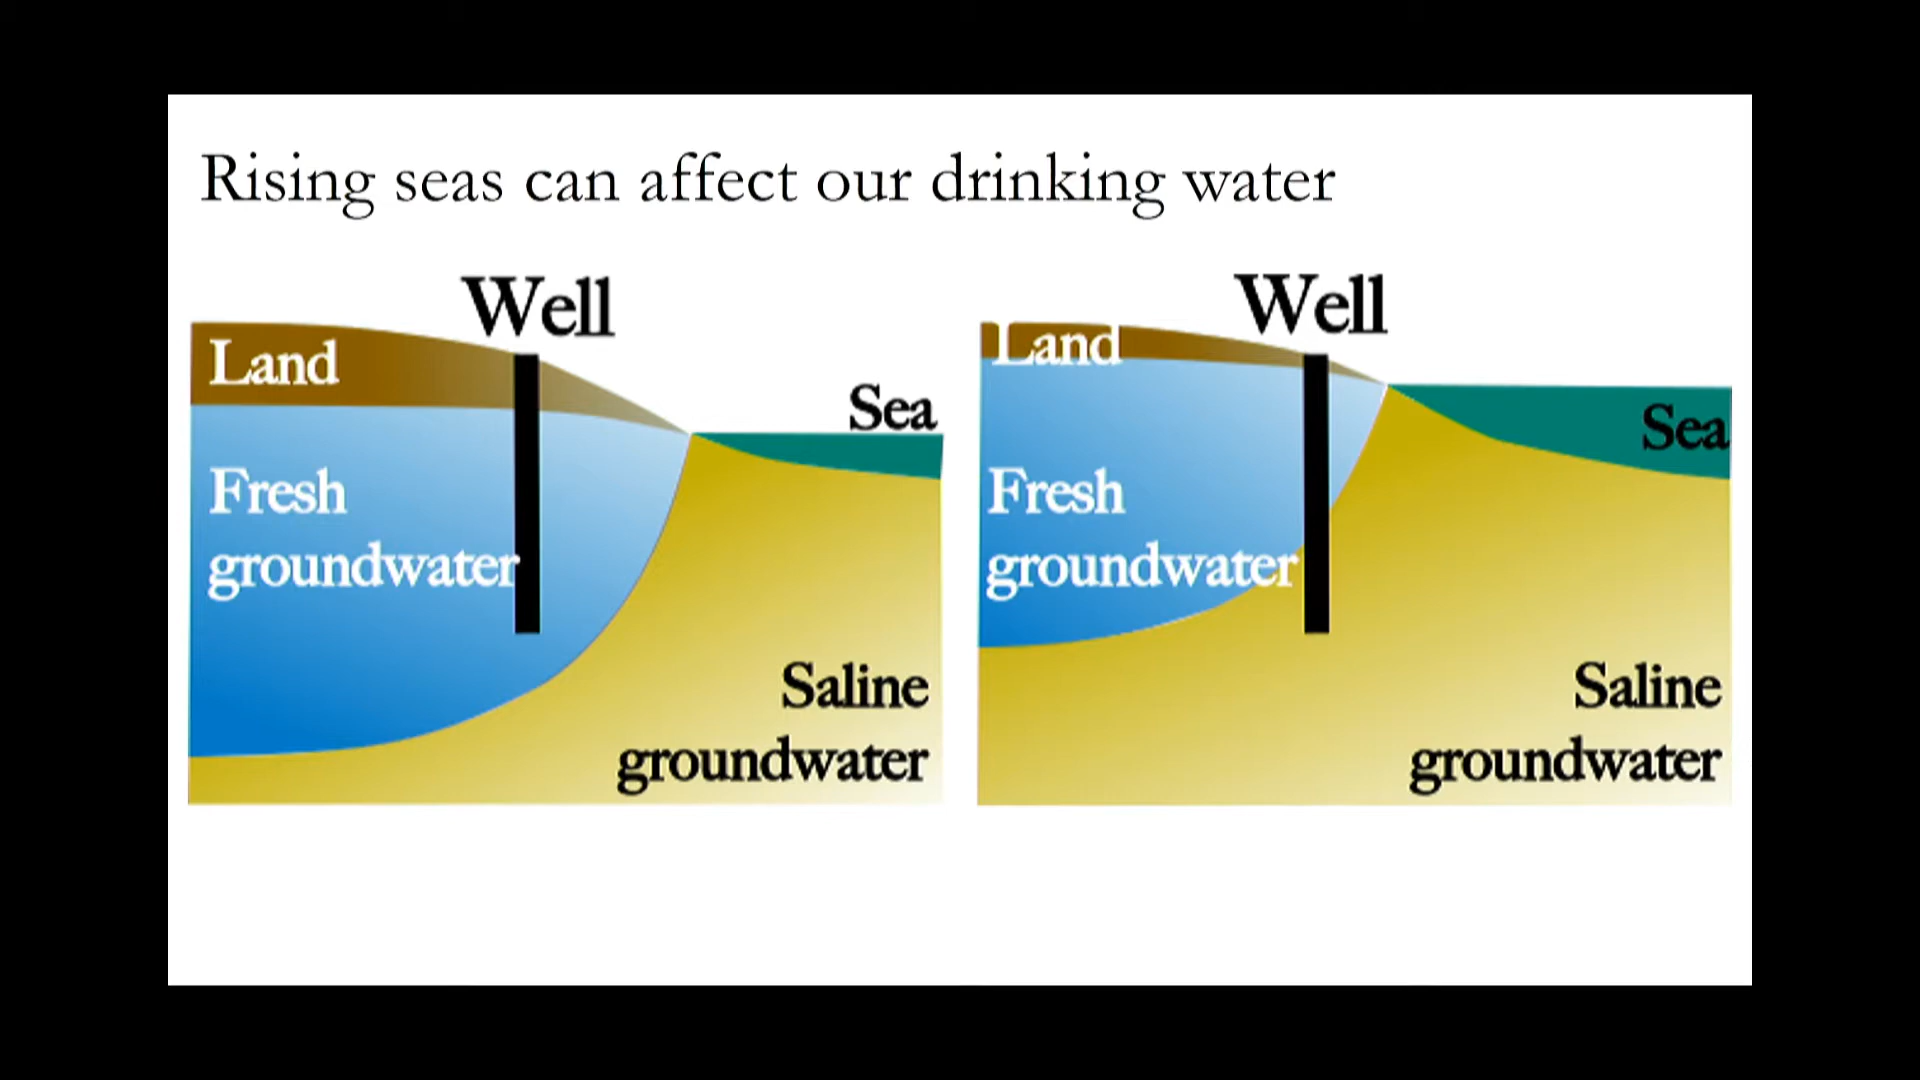 Rising seas can affect our drinking water
Well
Land
Sea
Fresh
groundwater
Saline
groundwater
Well
Land
Sea
Fresh
groundwater
Saline
groundwater